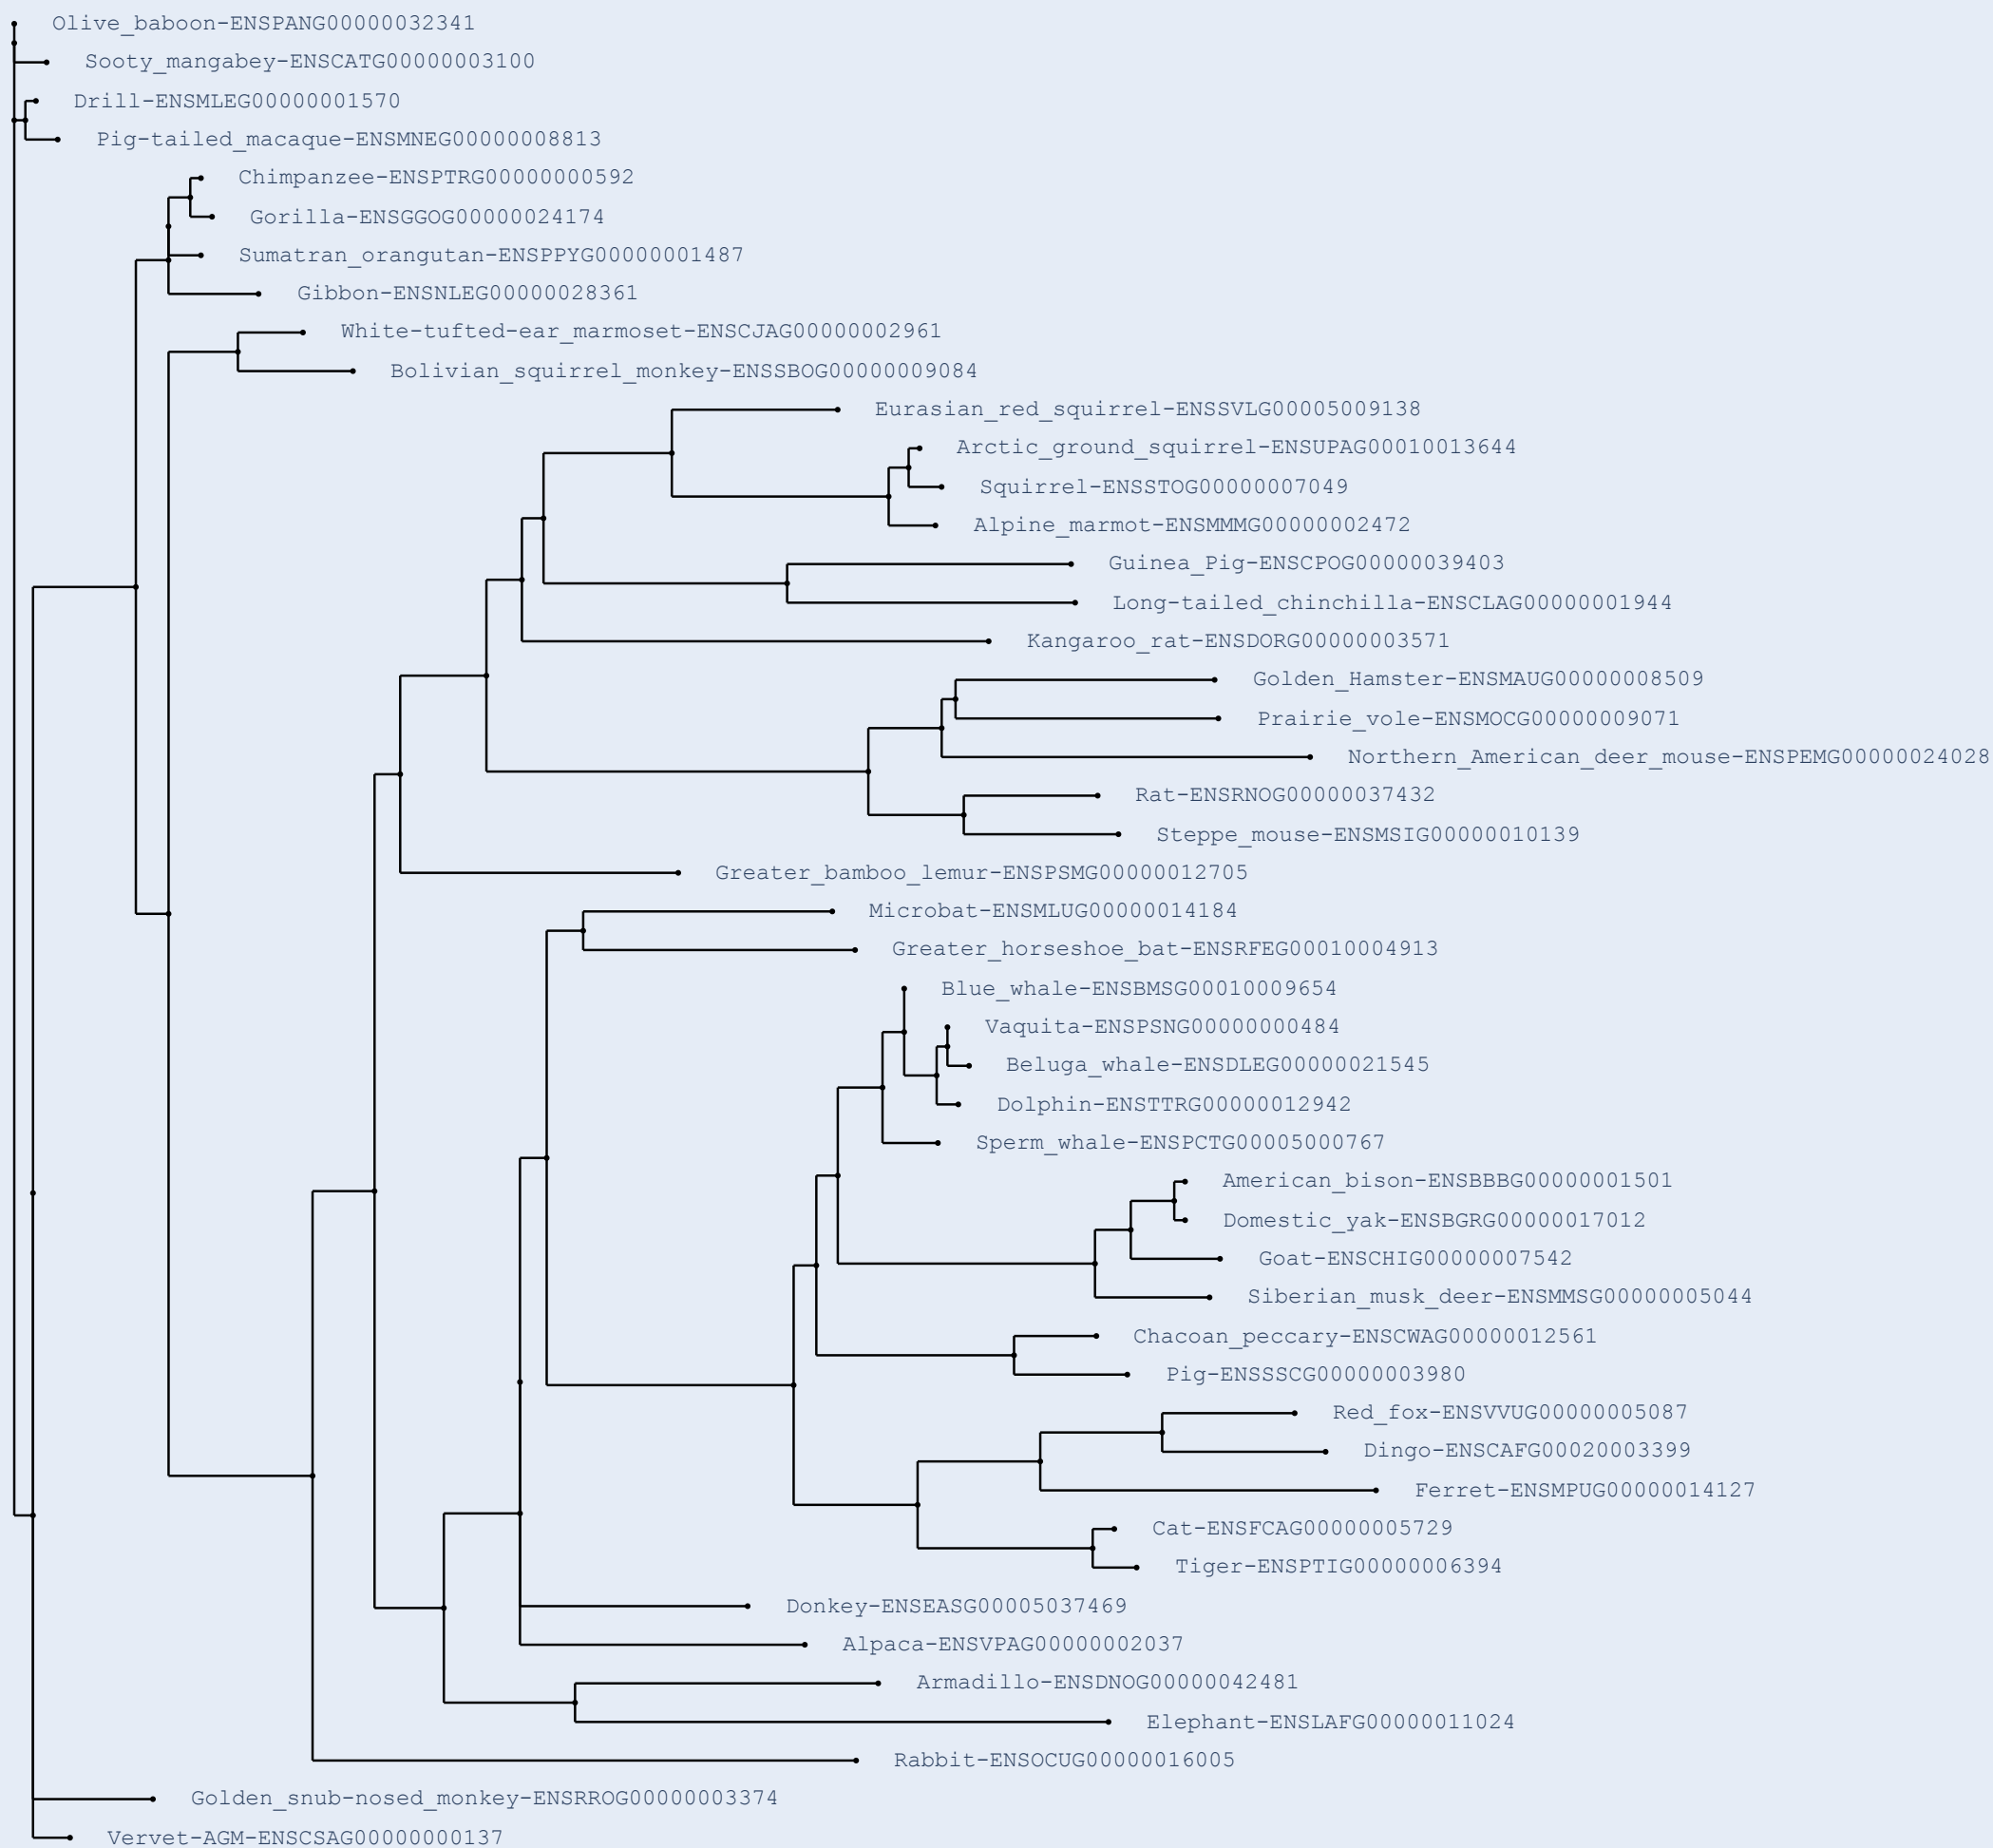 Olive_baboon-ENSPANG00000032341
Sooty_mangabey-ENSCATG00000003100
Drill-ENSMLEG00000001570
Pig-tailed_macaque-ENSMNEG00000008813
Chimpanzee-ENSPTRG00000000592
Gorilla-ENSGGOG00000024174
Sumatran_orangutan-ENSPPYG00000001487
Gibbon-ENSNLEG00000028361
White-tufted-ear_marmoset-ENSCJAG00000002961
Bolivian_squirrel_monkey-ENSSBOG00000009084
Eurasian_red_squirrel-ENSSVLG00005009138
Arctic_ground_squirrel-ENSUPAG00010013644
Squirrel-ENSSTOG00000007049
Alpine_marmot-ENSMMMG00000002472
Guinea_Pig-ENSCPOG00000039403
Long-tailed_chinchilla-ENSCLAG00000001944
Kangaroo_rat-ENSDORG00000003571
Golden_Hamster-ENSMAUG00000008509
Prairie_vole-ENSMOCG00000009071
Northern_American_deer_mouse-ENSPEMG00000024028
Rat-ENSRNOG00000037432
Steppe_mouse-ENSMSIG00000010139
Greater_bamboo_lemur-ENSPSMG00000012705
Microbat-ENSMLUG00000014184
Greater_horseshoe_bat-ENSRFEG00010004913
Blue_whale-ENSBMSG00010009654
Vaquita-ENSPSNG00000000484
Beluga_whale-ENSDLEG00000021545
Dolphin-ENSTTRG00000012942
Sperm_whale-ENSPCTG00005000767
American_bison-ENSBBBG00000001501
Domestic_yak-ENSBGRG00000017012
Goat-ENSCHIG00000007542
Siberian_musk_deer-ENSMMSG00000005044
Chacoan_peccary-ENSCWAG00000012561
Pig-ENSSSCG00000003980
Red_fox-ENSVVUG00000005087
Dingo-ENSCAFG00020003399
Ferret-ENSMPUG00000014127
Cat-ENSFCAG00000005729
Tiger-ENSPTIG00000006394
Donkey-ENSEASG00005037469
Alpaca-ENSVPAG00000002037
Armadillo-ENSDNOG00000042481
Elephant-ENSLAFG00000011024
Rabbit-ENSOCUG00000016005
Golden_snub-nosed_monkey-ENSRROG00000003374
Vervet-AGM-ENSCSAG00000000137